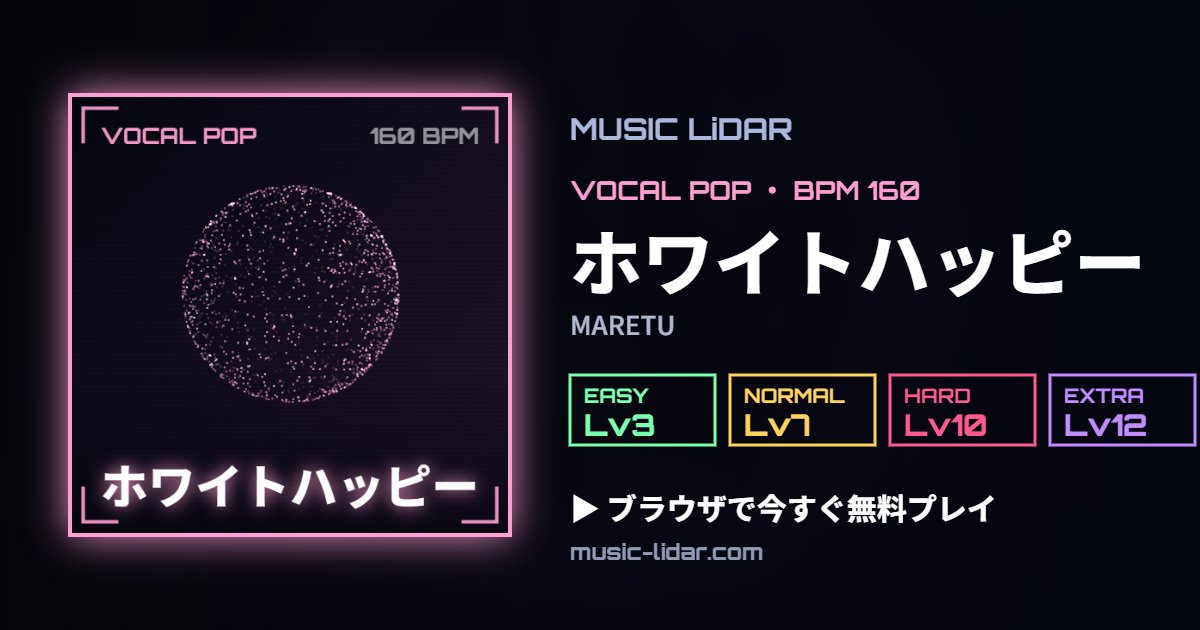 VOCAL POP 160 BPM
ホワイトハッピー
MUSIC LiDAR
VOCAL POP ・ BPM 160
ホワイトハッピー
MARETU
EASY NORMAL HARD EXTRA
Lv3 Lv7 Lv10 Lv12
▶ ブラウザで今すぐ無料プレイ
music-lidar.com